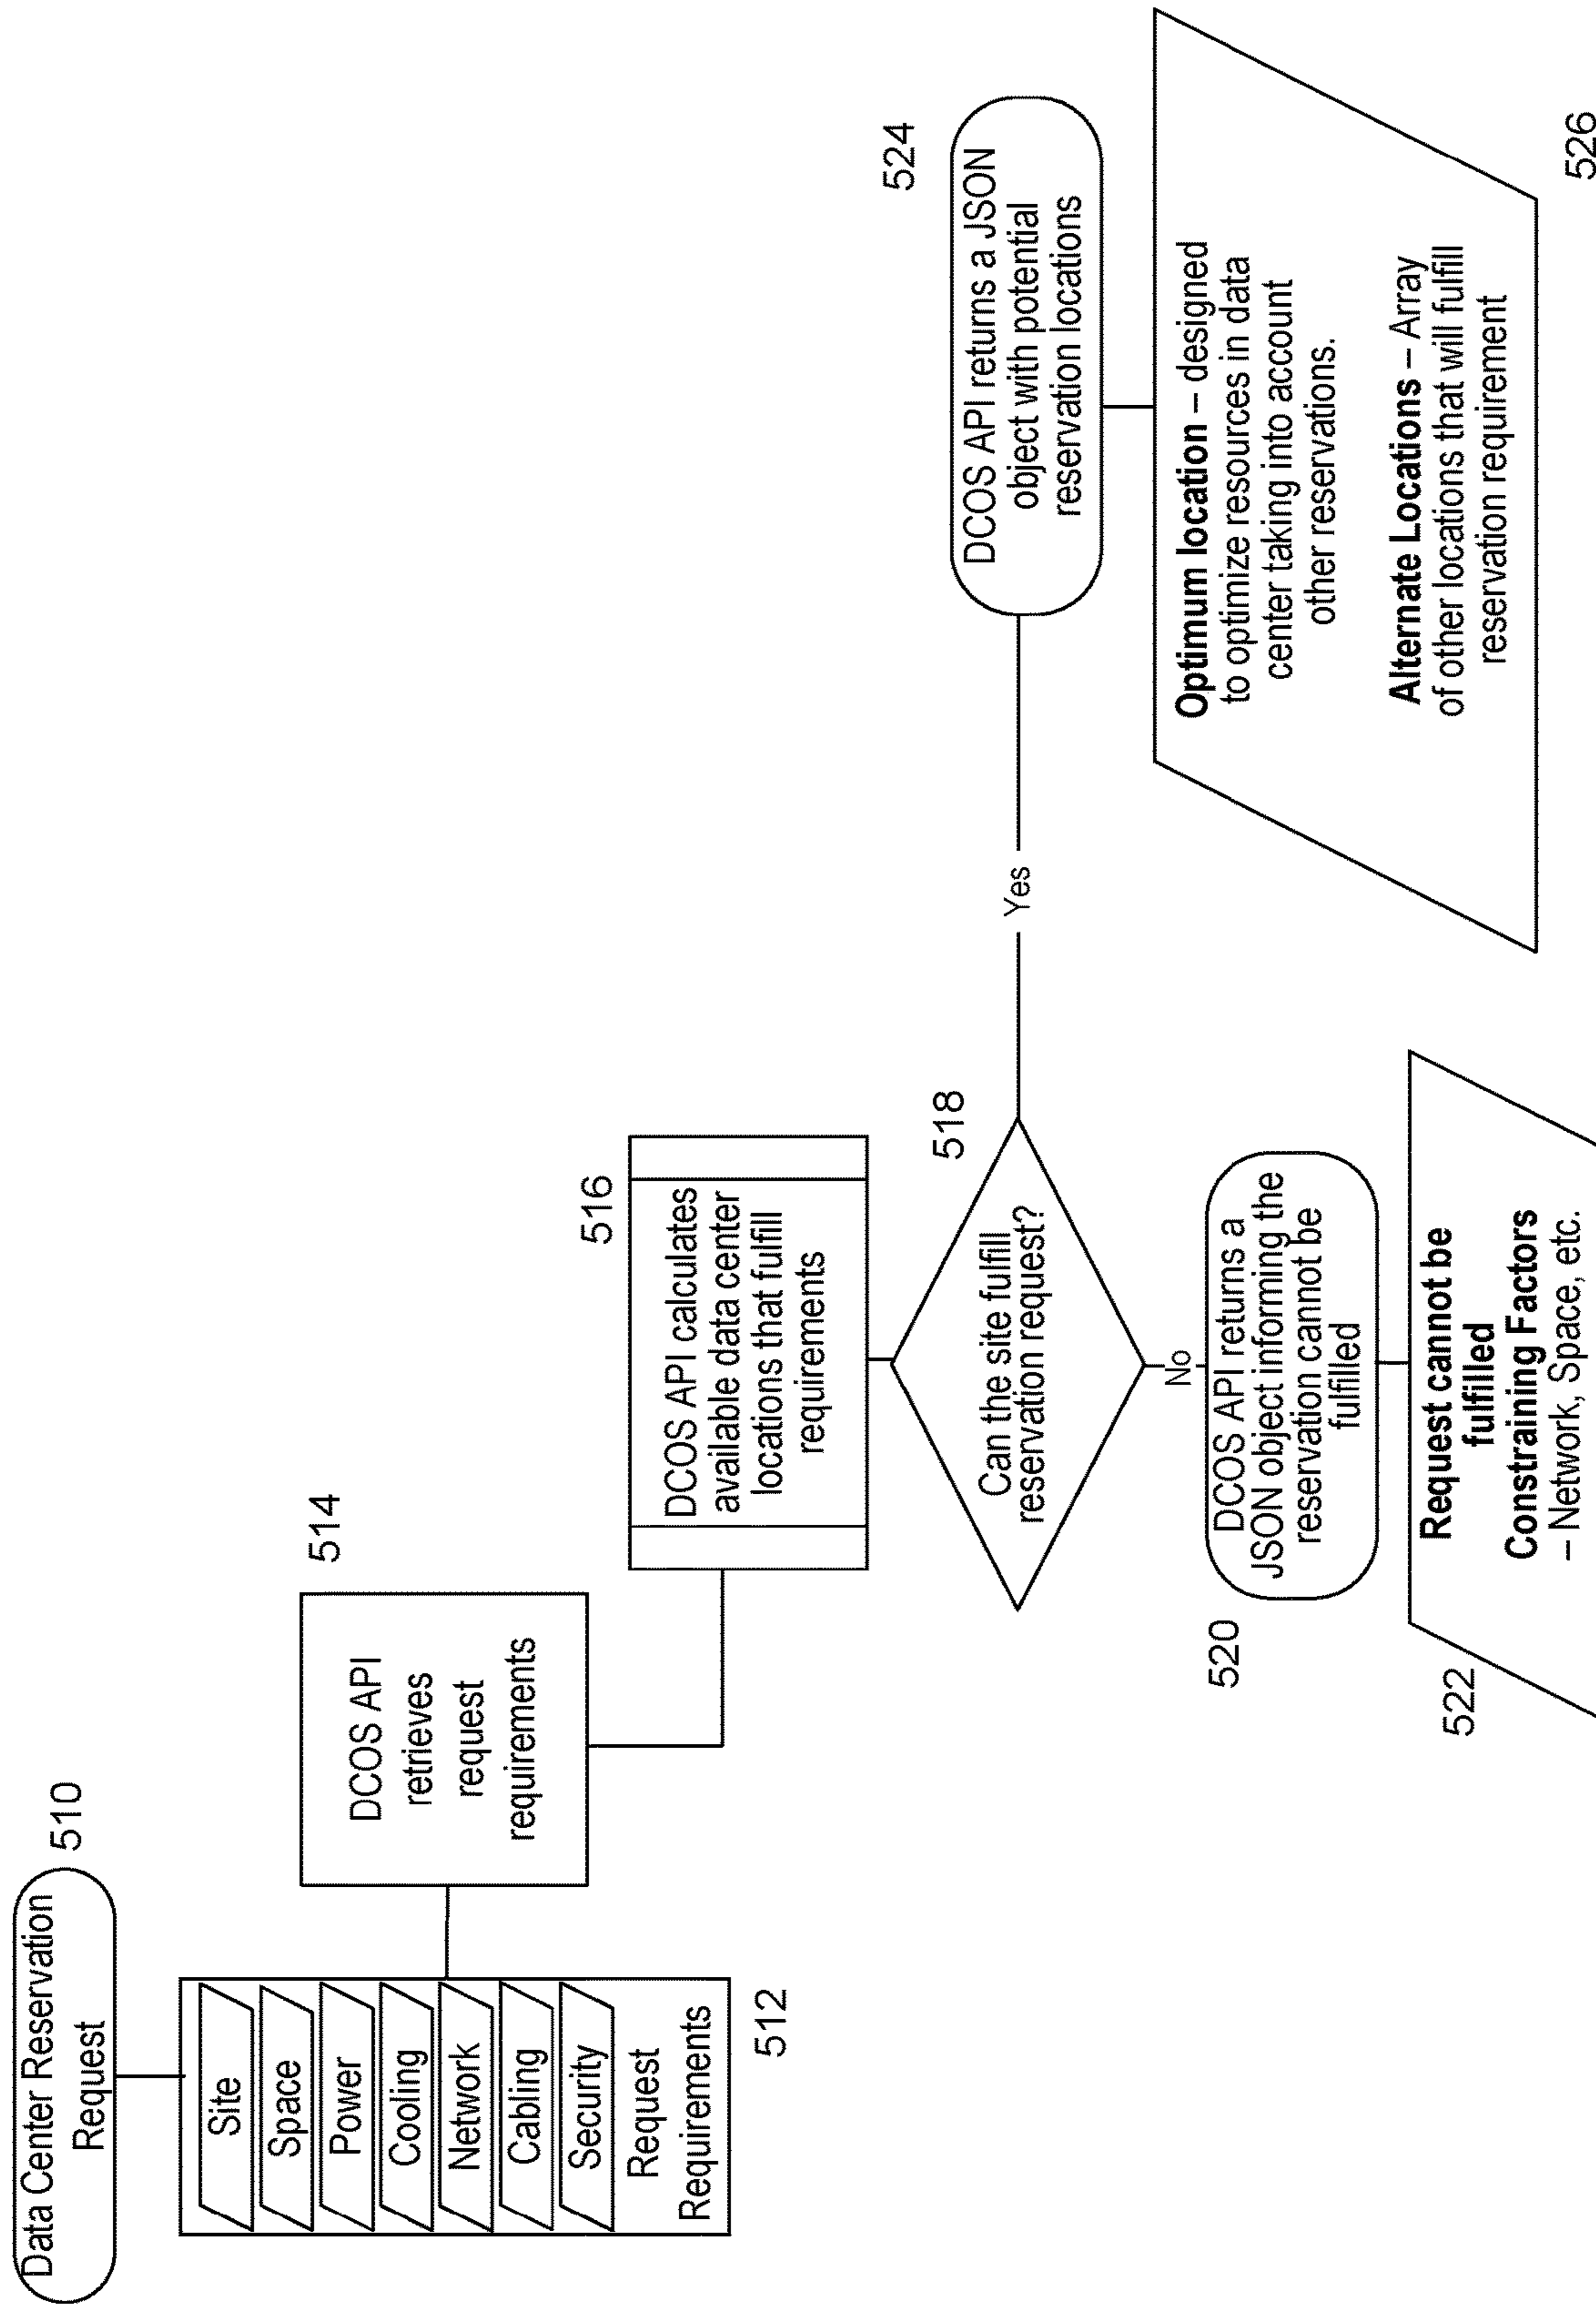 Data Center Reservation
Request
510
Site
Space
Power
Cooling
Network
Cabling
Security
Request
Requirements
512
514
DCOS API
retrieves
request
requirements
516
DCOS API calculates
available data center
locations that fulfill
requirements
518
Can the site fulfill
reservation request?
No
520
DCOS API returns a
JSON object informing the
reservation cannot be
fulfilled
522
Request cannot be
fulfilled
Constraining Factors
– Network, Space, etc.
Yes
524
DCOS API returns a JSON
object with potential
reservation locations
Optimum location – designed
to optimize resources in data
center taking into account
other reservations.
Alternate Locations – Array
of other locations that will fulfill
reservation requirement
526